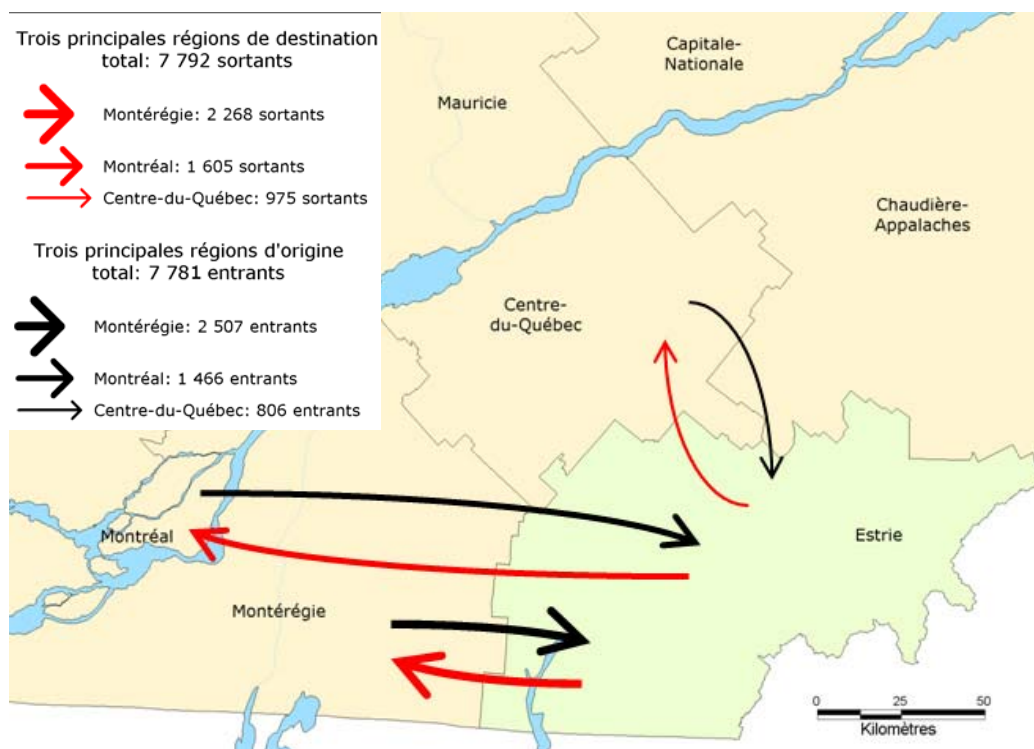 Trois principales régions de destination
total: 7 792 sortants
Montérégie: 2 268 sortants
Montréal: 1 605 sortants
Centre-du-Québec: 975 sortants
Trois principales régions d'origine
total: 7 781 entrants
Montérégie: 2 507 entrants
Montréal: 1 466 entrants
Centre-du-Québec: 806 entrants
Capitale-
Nationale
Mauricie
Chaudière-
Appalaches
Centre-
du-Québec
Montréal
Estrie
Montérégie
0 25 50
Kilomètres